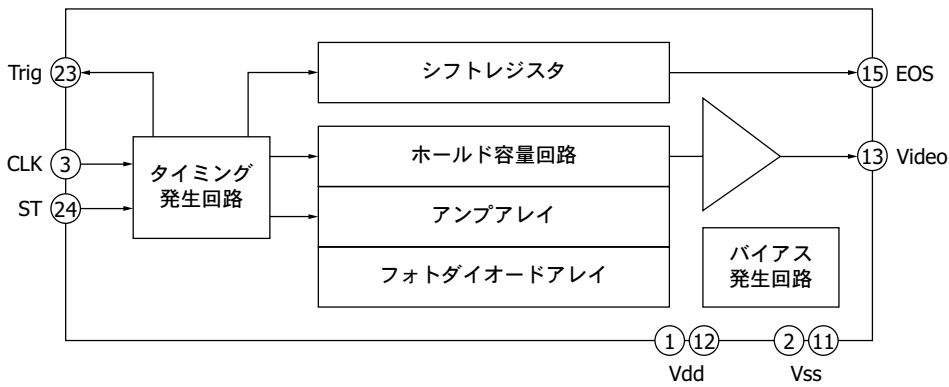 シフトレジスタ
Trig 23
15 EOS
CLK 3
ホールド容量回路
13 Video
タイミング
発生回路
ST 24
アンプアレイ
バイアス
発生回路
フォトダイオードアレイ
1 12
2 11
Vdd
Vss